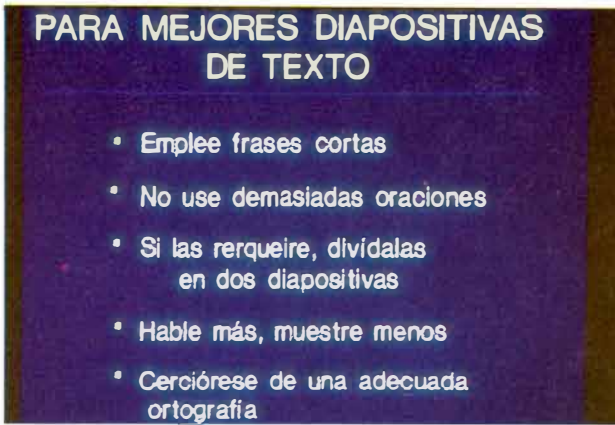 PARA MEJORES DIAPOSITIVAS
DE TEXTO
• Emplee frases cortas
• No use demasiadas oraciones
• Si las rerqueire, divídalas
en dos diapositivas
• Hable más, muestre menos
• Cerciórese de una adecuada
ortografía